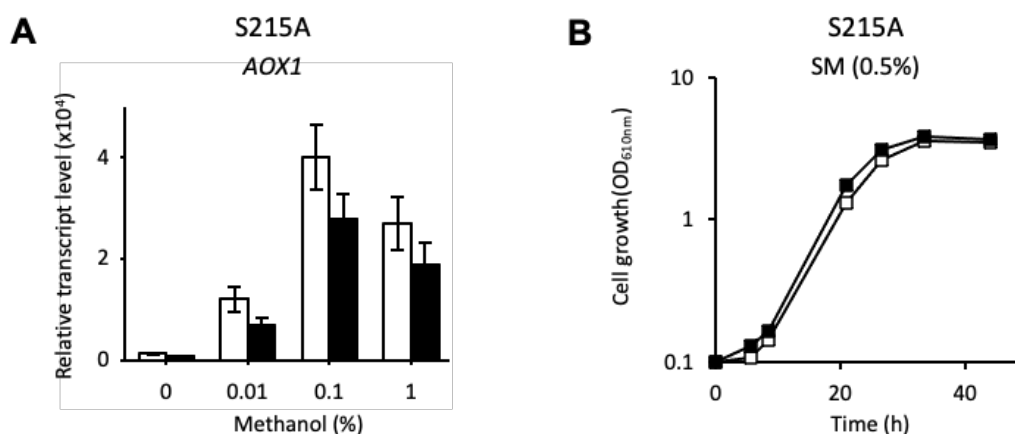 A
S215A
AOX1
Relative transcript level (x10⁴)
4
2
0
0 0.01 0.1 1
Methanol (%)
B
S215A
SM (0.5%)
Cell growth(OD₆₁₀ₙₘ)
10
1
0.1
0 20 40
Time (h)